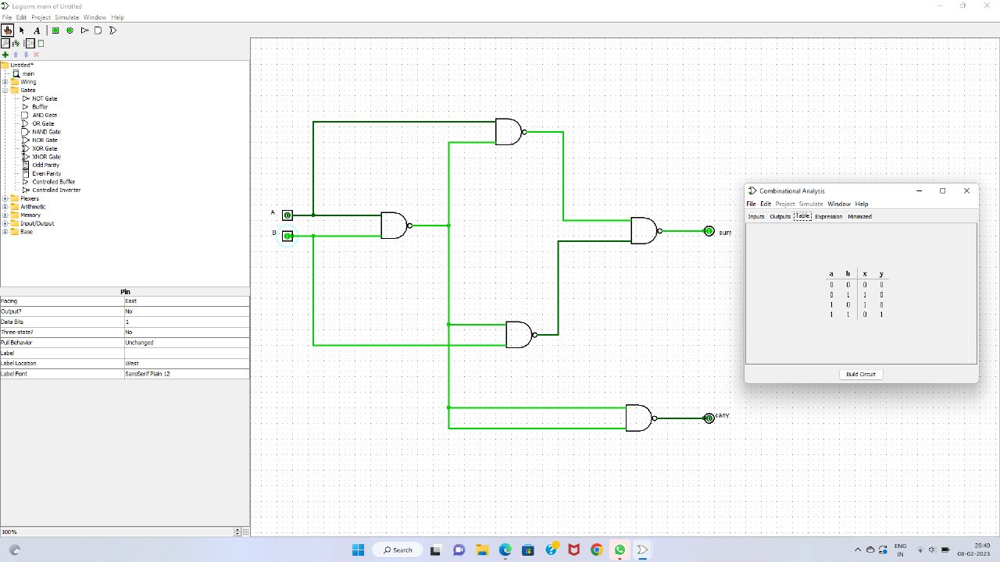 Logisim: main of Untitled
File Edit Project Simulate Window Help
A
Untitled*
main
Wiring
Gates
NOT Gate
Buffer
AND Gate
OR Gate
NAND Gate
NOR Gate
XOR Gate
XNOR Gate
Odd Parity
Even Parity
Controlled Buffer
Controlled Inverter
Plexers
Arithmetic
Memory
Input/Output
Base
Pin
Facing East
Output? No
Data Bits 1
Three-state? No
Pull Behavior Unchanged
Label
Label Location West
Label Font SansSerif Plain 12
100%
A 0
B 1
sum 1
carry 0
Combinational Analysis
File Edit Project Simulate Window Help
Inputs Outputs Table Expression Minimized
a b x y
0 0 0 0
0 1 1 0
1 0 1 0
1 1 0 1
Build Circuit
Search
ENG
IN
20:40
08-02-2023